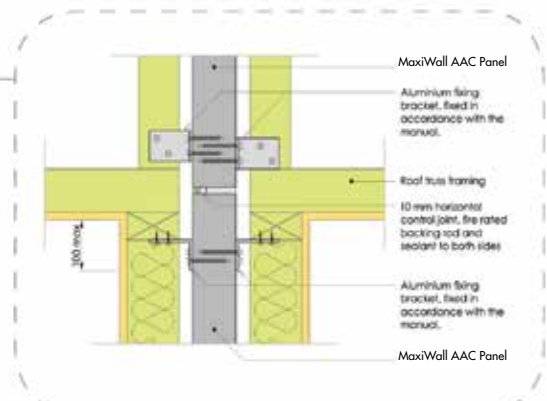 MaxiWall AAC Panel
Aluminium fixing
bracket, fixed in
accordance with the
manual.
Roof truss framing
10 mm horizontal
control joint, fire rated
backing rod and
sealant to both sides
100 max
Aluminium fixing
bracket, fixed in
accordance with the
manual.
MaxiWall AAC Panel